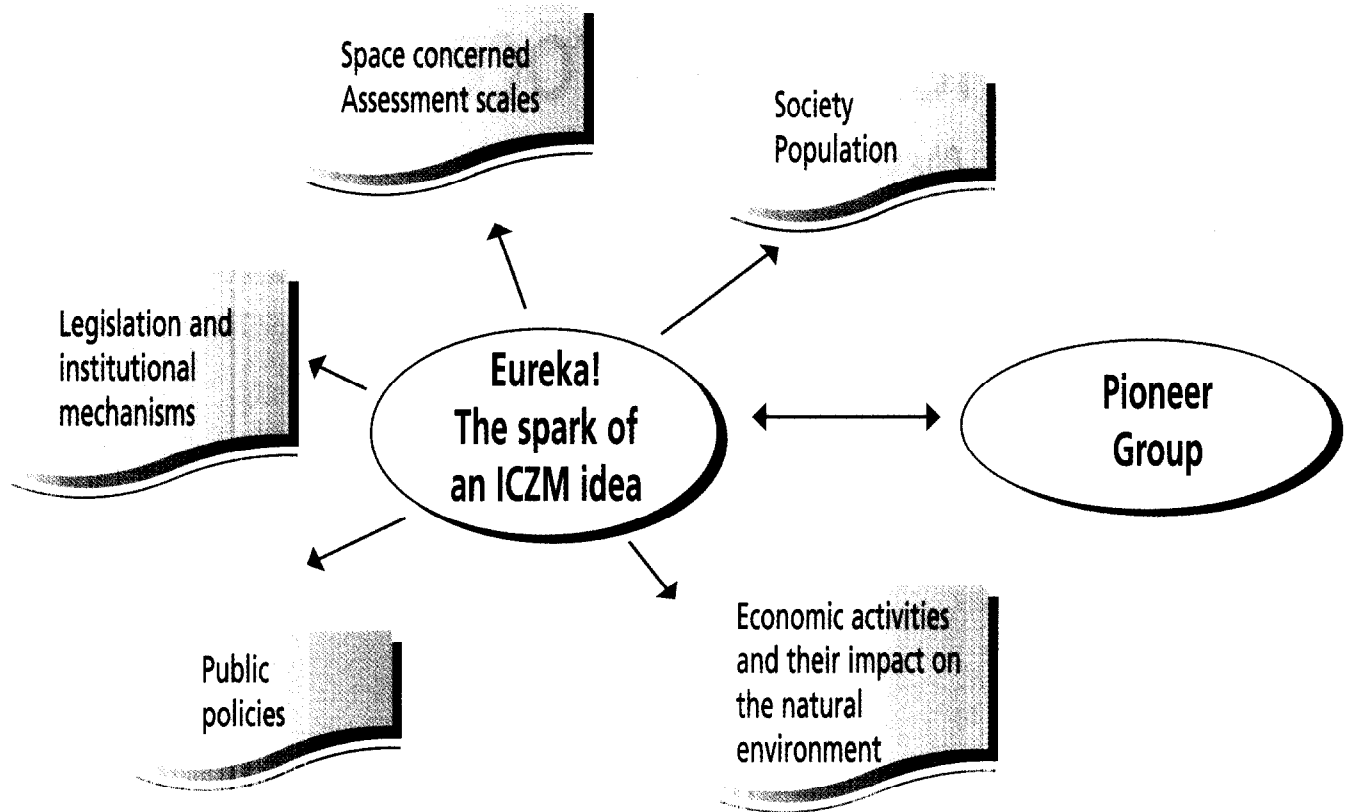 Space concerned
Assessment scales
Society
Population
Legislation and
institutional
mechanisms
Eureka!
The spark of
an ICZM idea
Pioneer
Group
Public
policies
Economic activities
and their impact on
the natural
environment